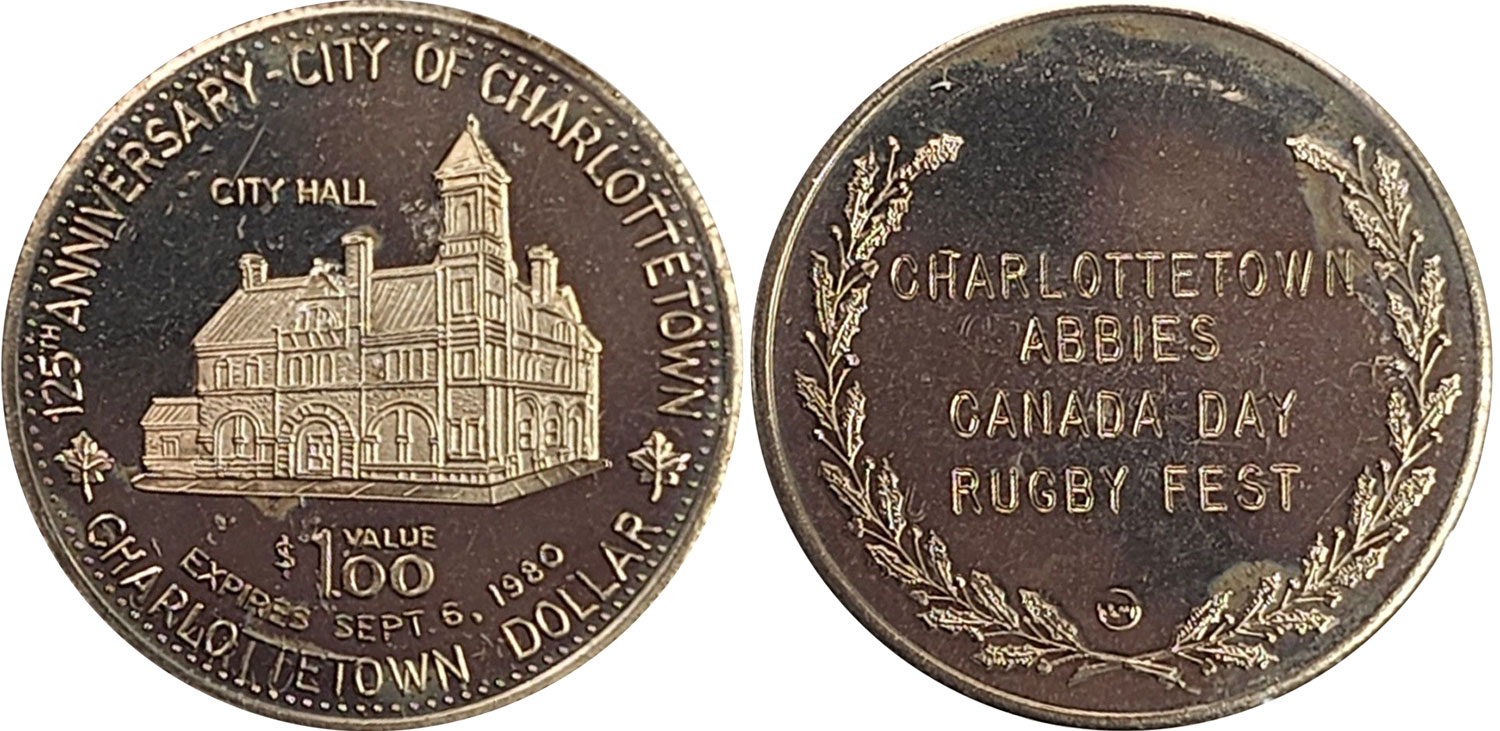 125TH ANNIVERSARY - CITY OF CHARLOTTETOWN
CITY HALL
VALUE
$1.00
EXPIRES SEPT. 6, 1980
CHARLOTTETOWN DOLLAR
CHARLOTTETOWN
ABBIES
CANADA DAY
RUGBY FEST